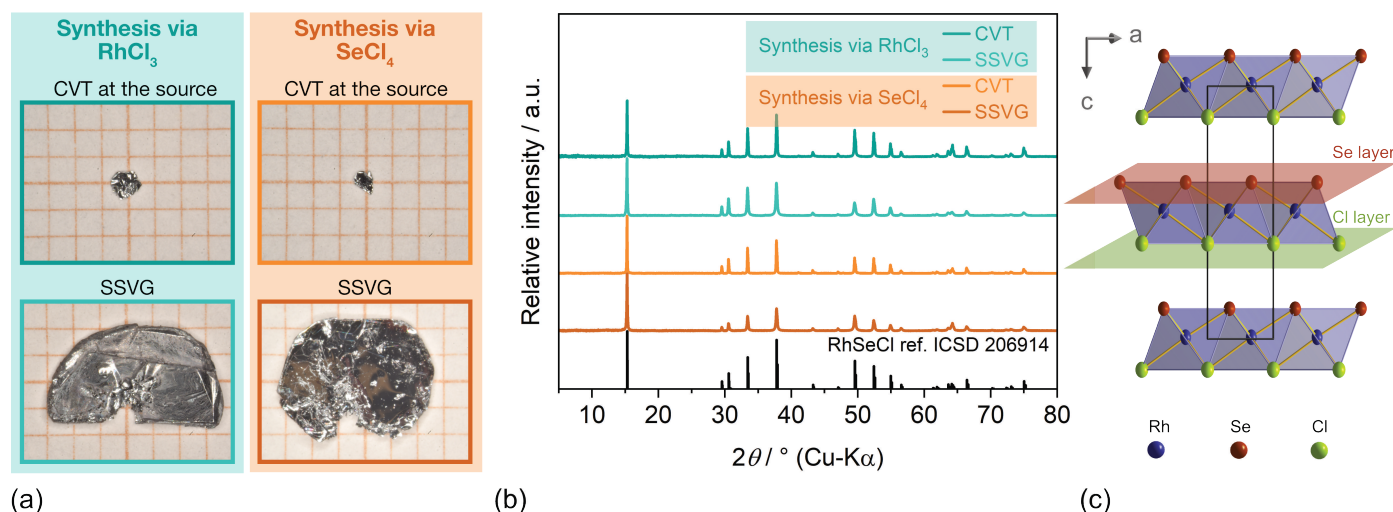 Synthesis via
RhCl₃
CVT at the source
SSVG
Synthesis via
SeCl₄
CVT at the source
SSVG
(a)
Relative intensity / a.u.
Synthesis via RhCl₃
CVT
SSVG
Synthesis via SeCl₄
CVT
SSVG
RhSeCl ref. ICSD 206914
10 20 30 40 50 60 70 80
2θ / ° (Cu-Kα)
(b)
a
c
Se layer
Cl layer
Rh Se Cl
(c)